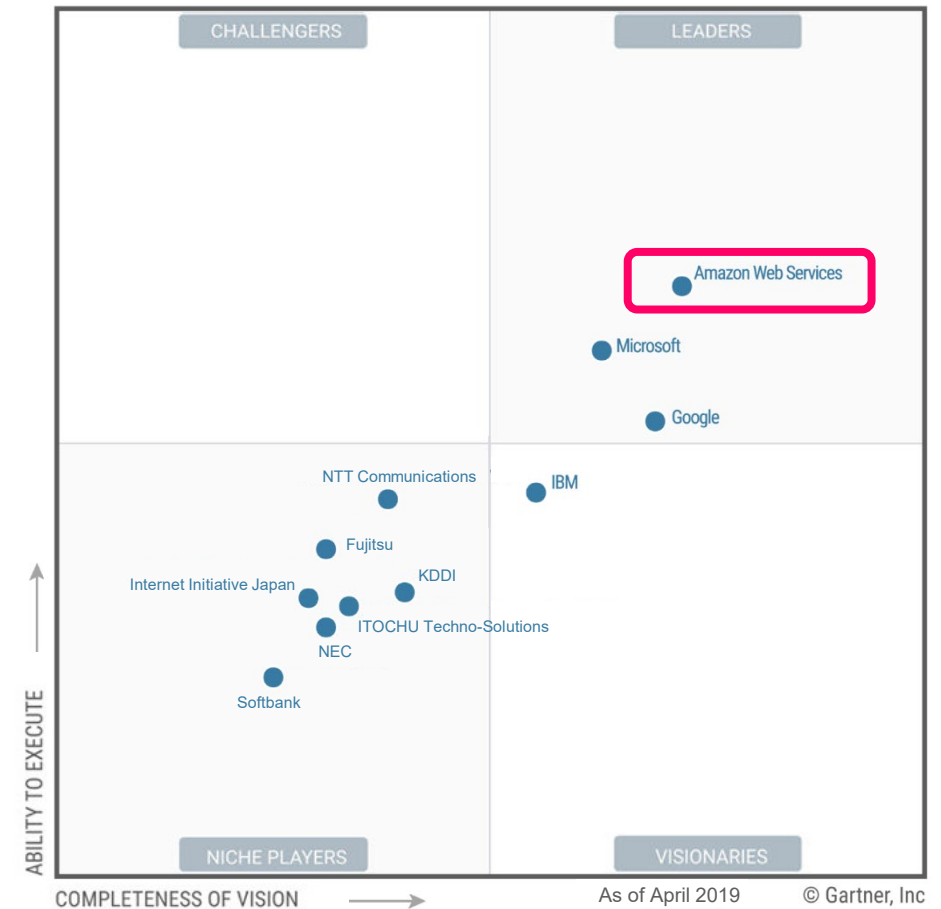 CHALLENGERS
LEADERS
Amazon Web Services
Microsoft
Google
NTT Communications
IBM
Fujitsu
KDDI
Internet Initiative Japan
ITOCHU Techno-Solutions
NEC
Softbank
ABILITY TO EXECUTE
NICHE PLAYERS
VISIONARIES
COMPLETENESS OF VISION
As of April 2019
© Gartner, Inc